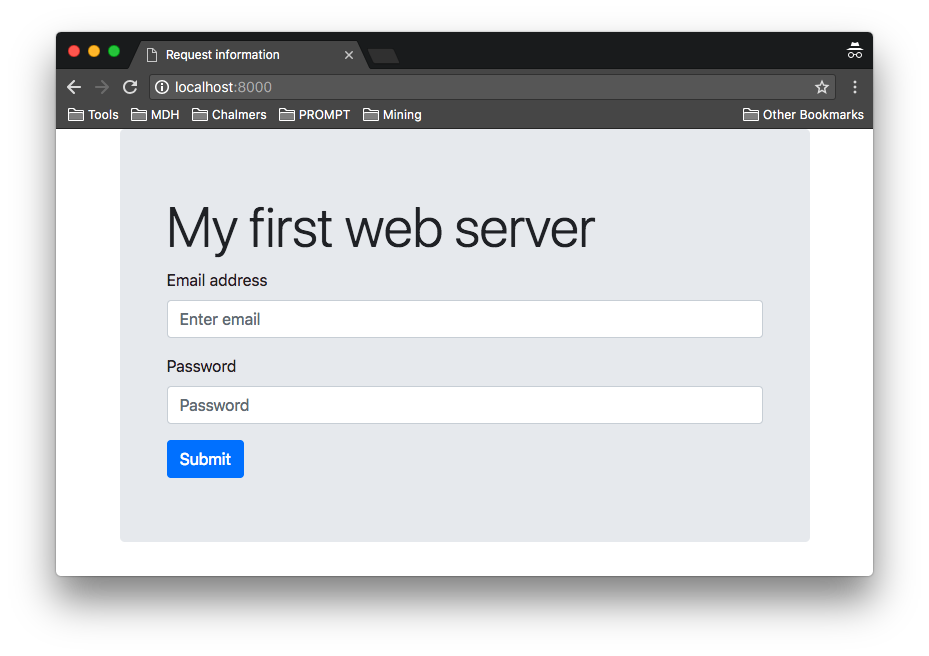 Request information
localhost:8000
Tools MDH Chalmers PROMPT Mining Other Bookmarks
My first web server
Email address
Enter email
Password
Password
Submit